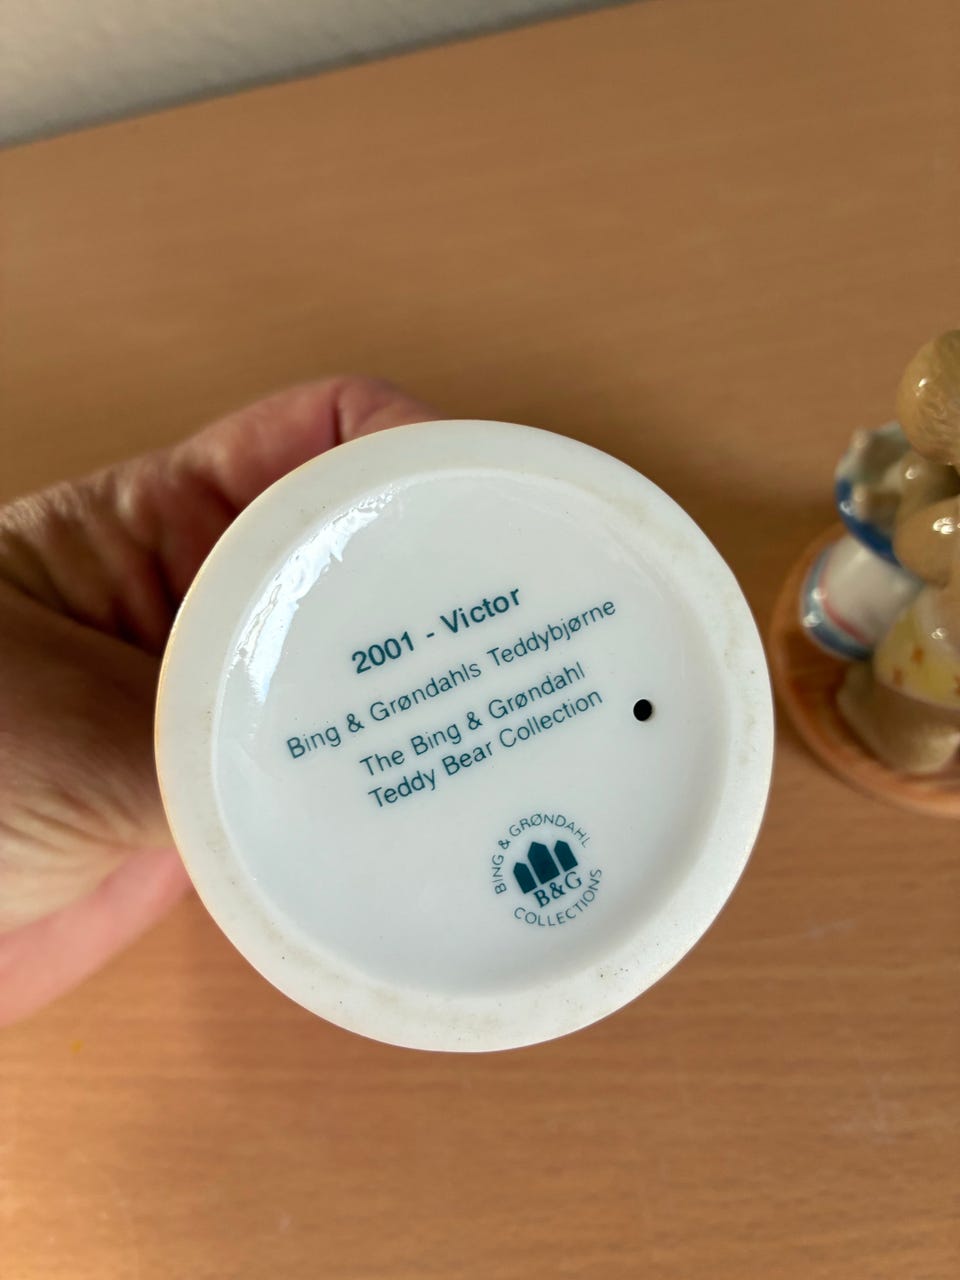 2001 - Victor
Bing & Grøndahls Teddybjørne
The Bing & Grøndahl
Teddy Bear Collection
BING & GRØNDAHL
B&G
COLLECTIONS